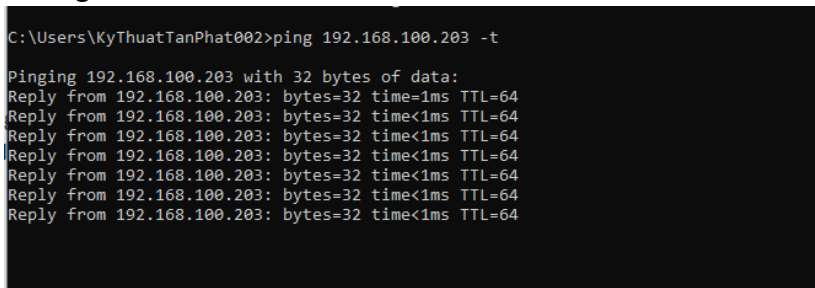 C:\Users\KyThuatTanPhat002>ping 192.168.100.203 -t
Pinging 192.168.100.203 with 32 bytes of data:
Reply from 192.168.100.203: bytes=32 time=1ms TTL=64
Reply from 192.168.100.203: bytes=32 time<1ms TTL=64
Reply from 192.168.100.203: bytes=32 time<1ms TTL=64
Reply from 192.168.100.203: bytes=32 time<1ms TTL=64
Reply from 192.168.100.203: bytes=32 time<1ms TTL=64
Reply from 192.168.100.203: bytes=32 time<1ms TTL=64
Reply from 192.168.100.203: bytes=32 time<1ms TTL=64